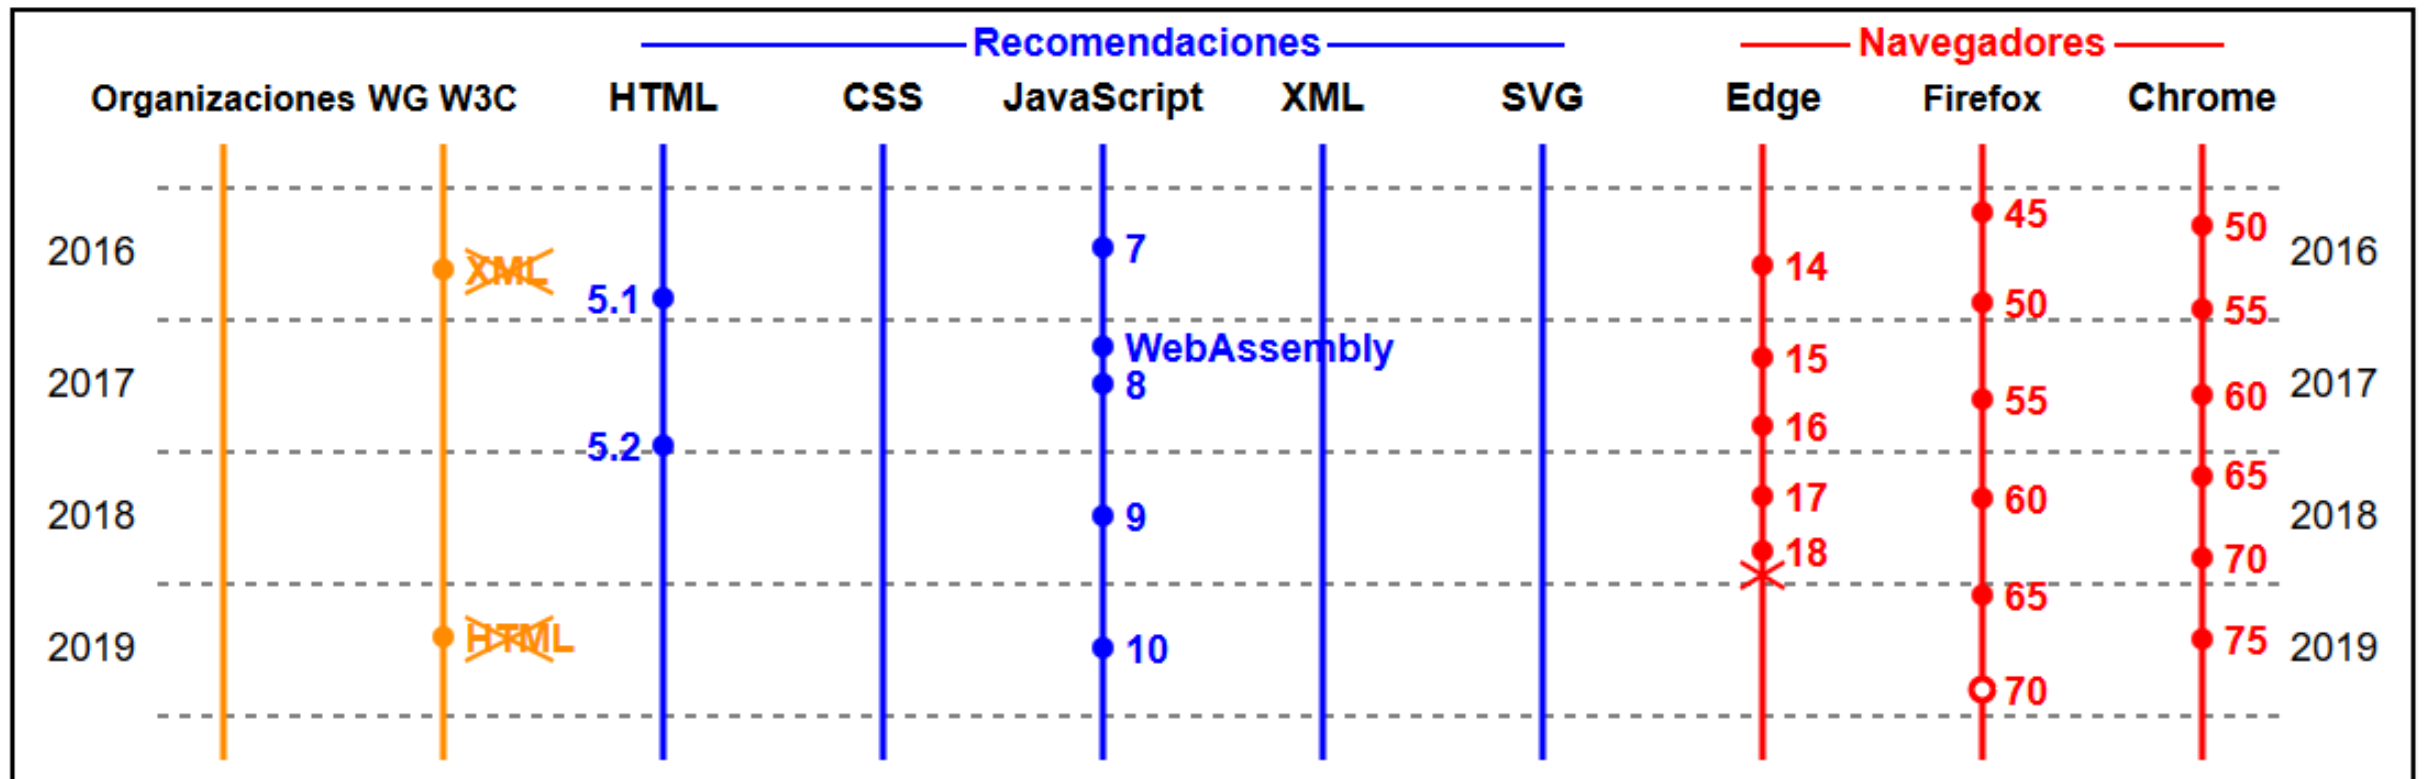 Recomendaciones Navegadores
Organizaciones WG W3C HTML CSS JavaScript XML SVG Edge Firefox Chrome
45
50
2016 7 2016
XML 14
5.1 50 55
WebAssembly 15
2017 8 2017
55 60
5.2 16
65
17 60
2018 9 2018
18 70
65
HTML 75
2019 10 2019
70